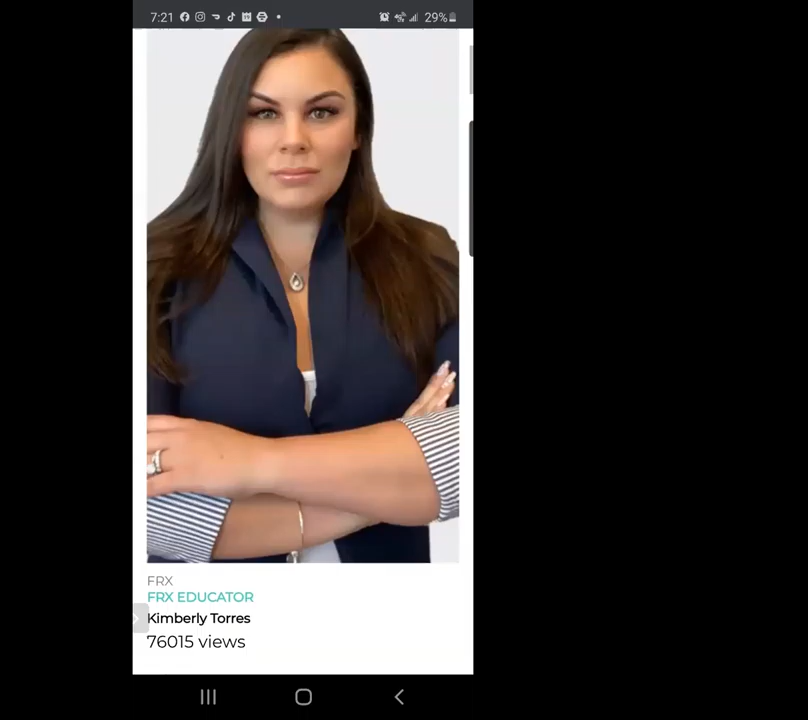 7:21
29%
FRX
FRX EDUCATOR
Kimberly Torres
76015 views